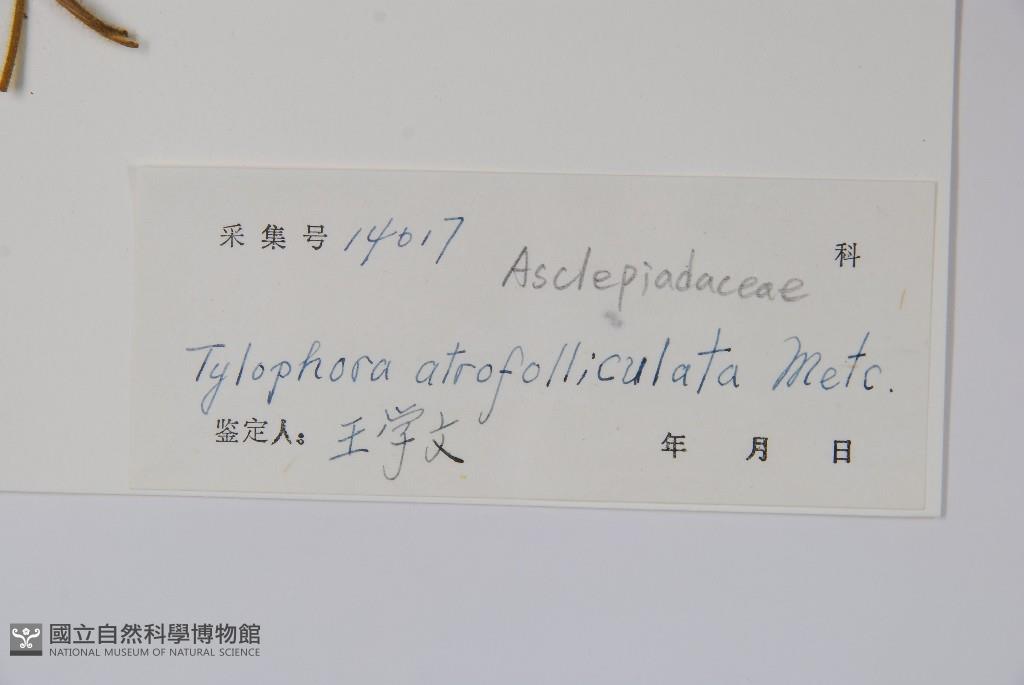 采集号 14017
Asclepiadaceae 科
Tylophora atrofolliculata Metc.
鉴定人: 王学文 年 月 日
國立自然科學博物館
NATIONAL MUSEUM OF NATURAL SCIENCE